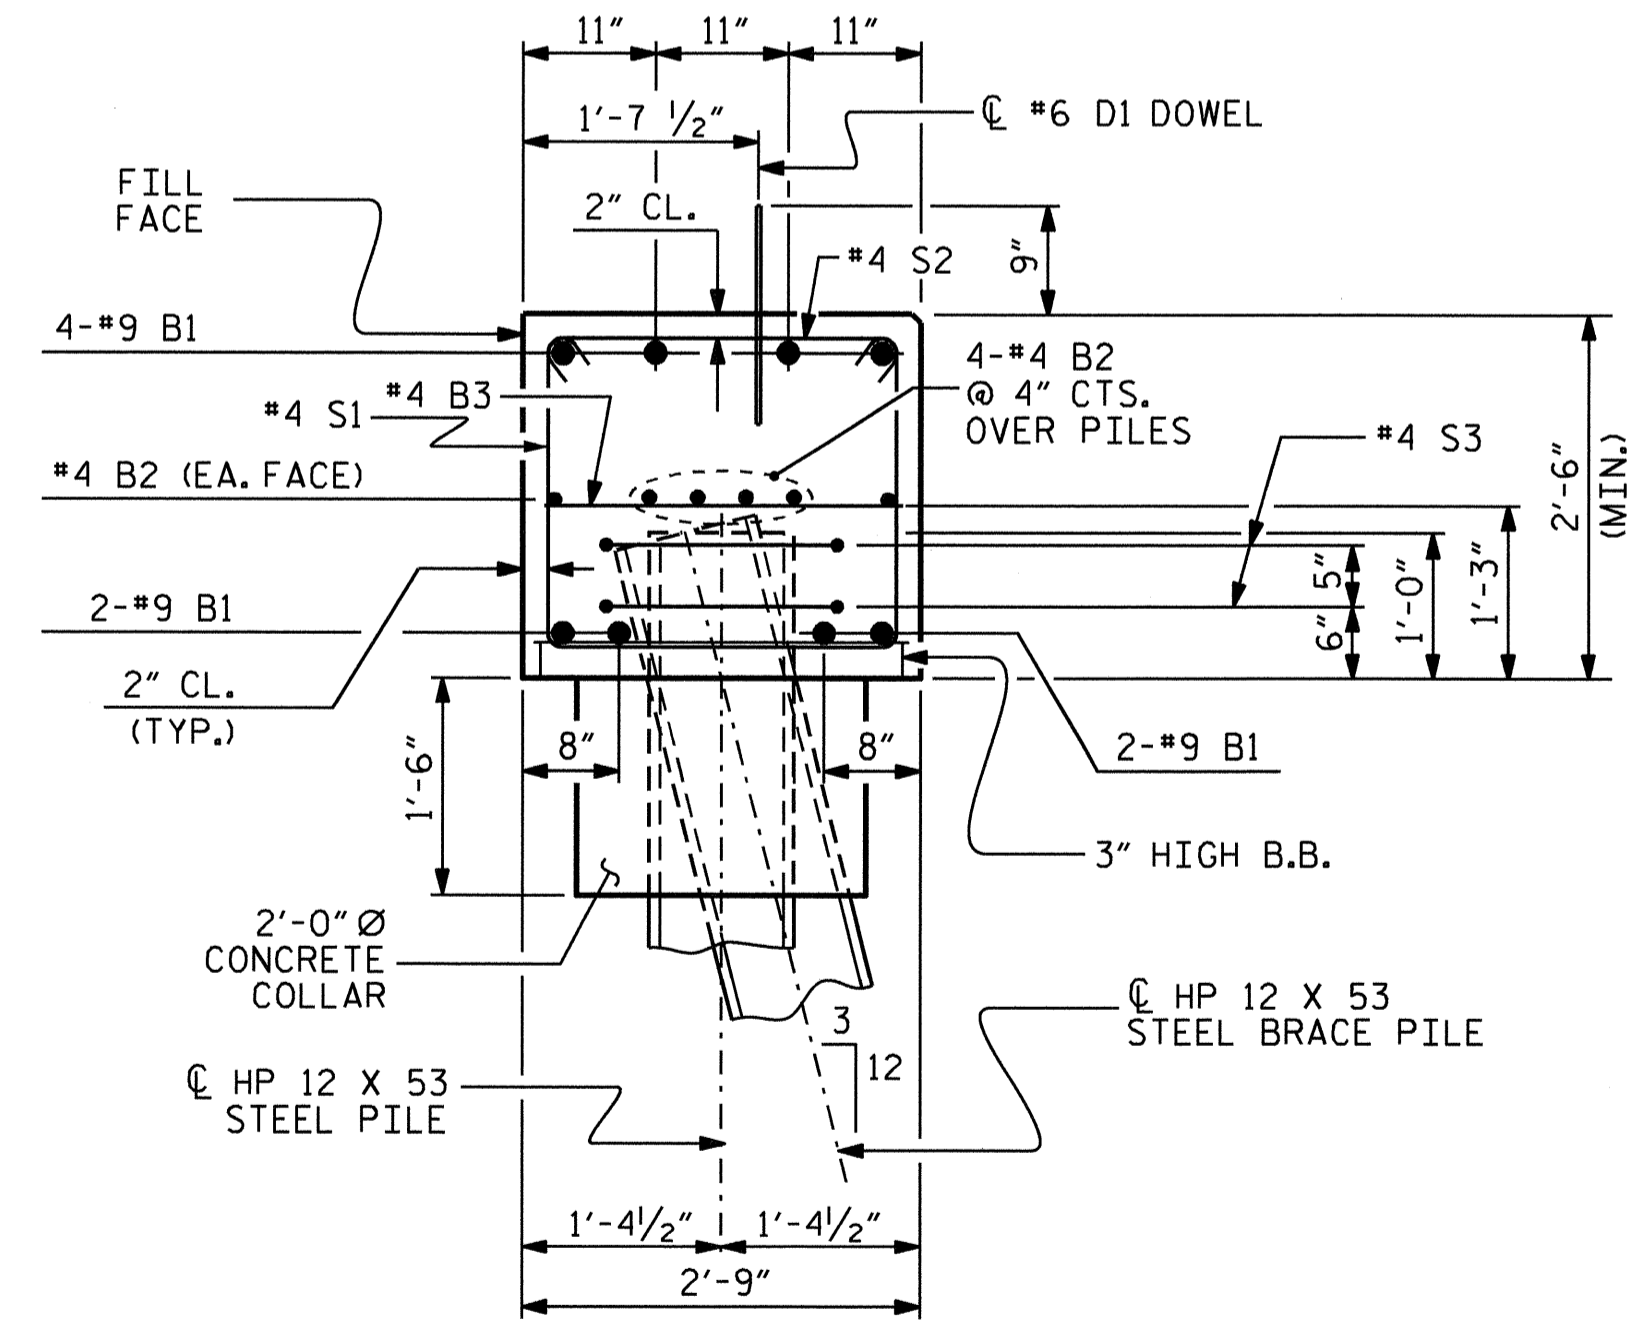 11" 11" 11"
1'-7 1/2"
℄ #6 D1 DOWEL
FILL
FACE
2" CL.
#4 S2
9"
4-#9 B1
4-#4 B2
@ 4" CTS.
OVER PILES
#4 B3
#4 S1
#4 S3
#4 B2 (EA. FACE)
2'-6"
(MIN.)
5"
1'-0"
1'-3"
6"
2-#9 B1
2" CL.
(TYP.)
8" 8"
2-#9 B1
1'-6"
3" HIGH B.B.
2'-0" Ø
CONCRETE
COLLAR
℄ HP 12 X 53
STEEL BRACE PILE
3
12
℄ HP 12 X 53
STEEL PILE
1'-4 1/2" 1'-4 1/2"
2'-9"